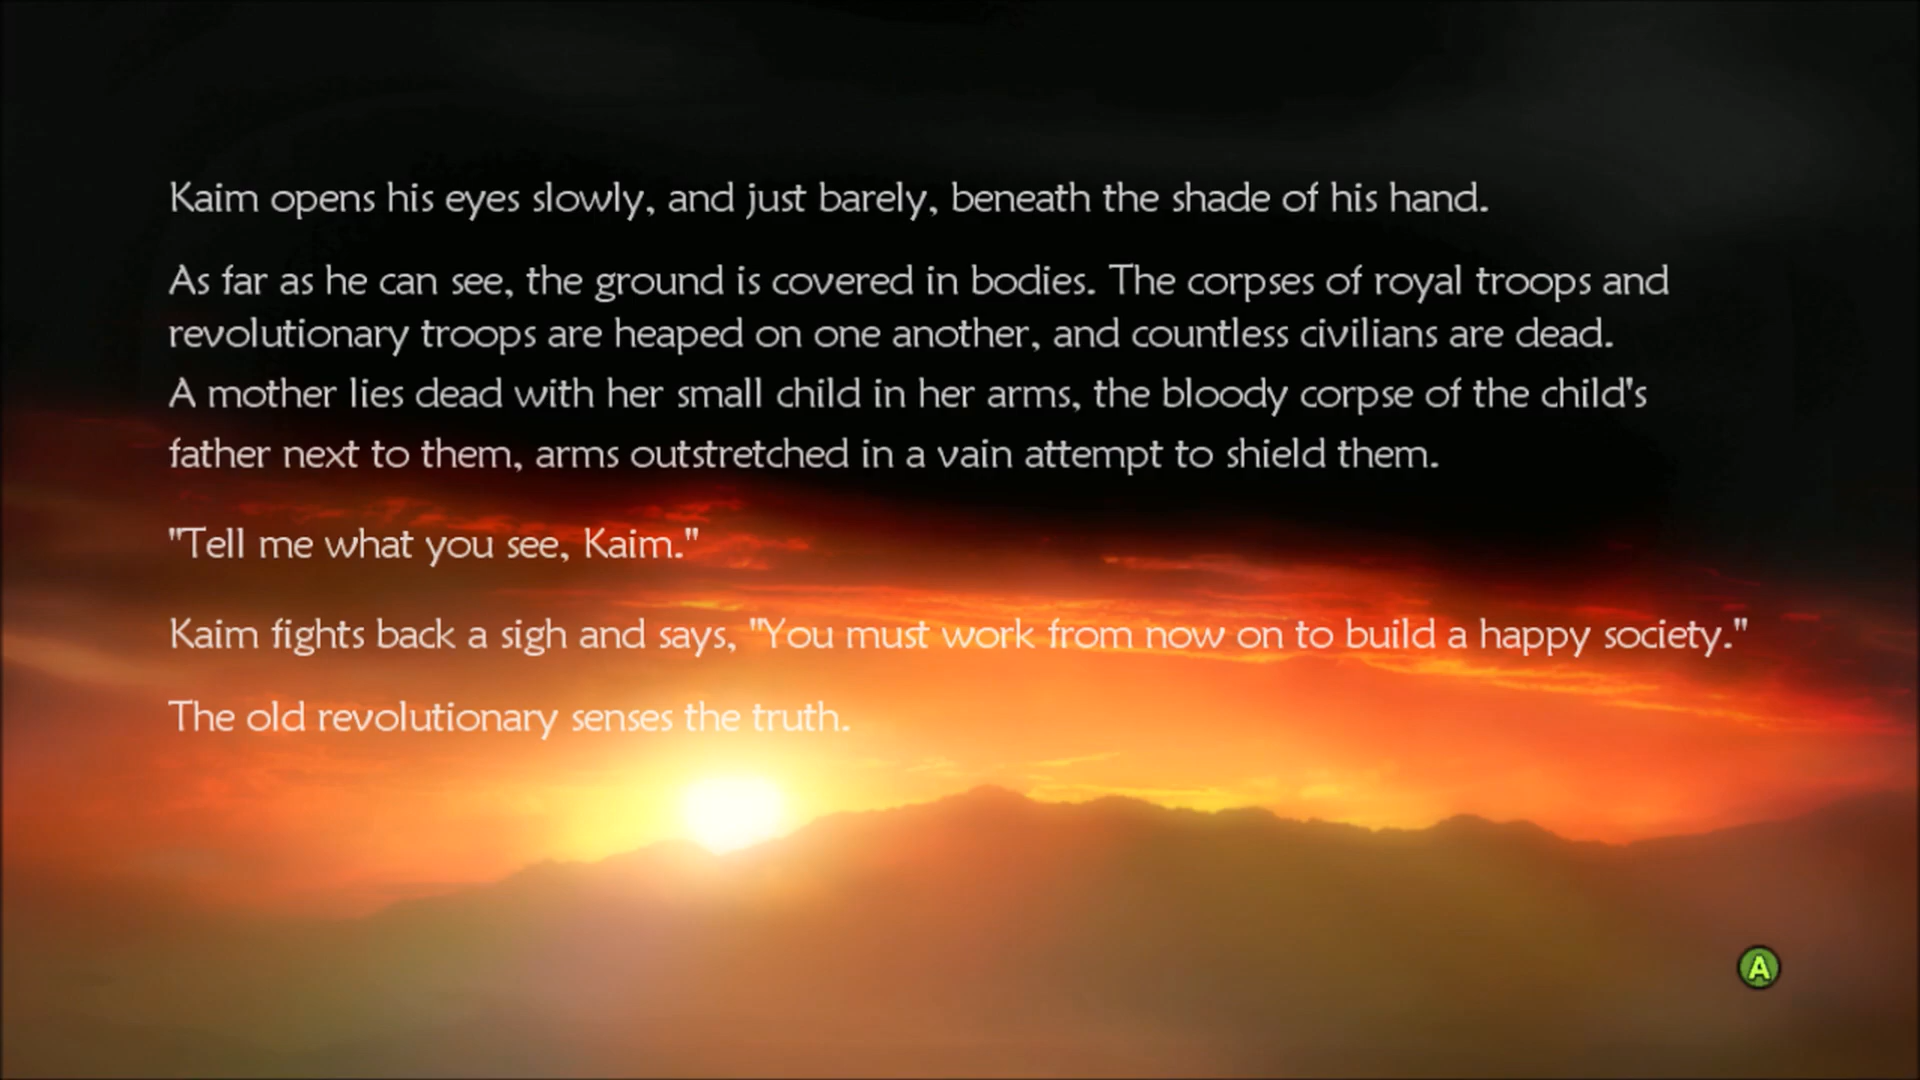 Kaim opens his eyes slowly, and just barely, beneath the shade of his hand.
As far as he can see, the ground is covered in bodies. The corpses of royal troops and
revolutionary troops are heaped on one another, and countless civilians are dead.
A mother lies dead with her small child in her arms, the bloody corpse of the child's
father next to them, arms outstretched in a vain attempt to shield them.
"Tell me what you see, Kaim."
Kaim fights back a sigh and says, "You must work from now on to build a happy society."
The old revolutionary senses the truth.
A